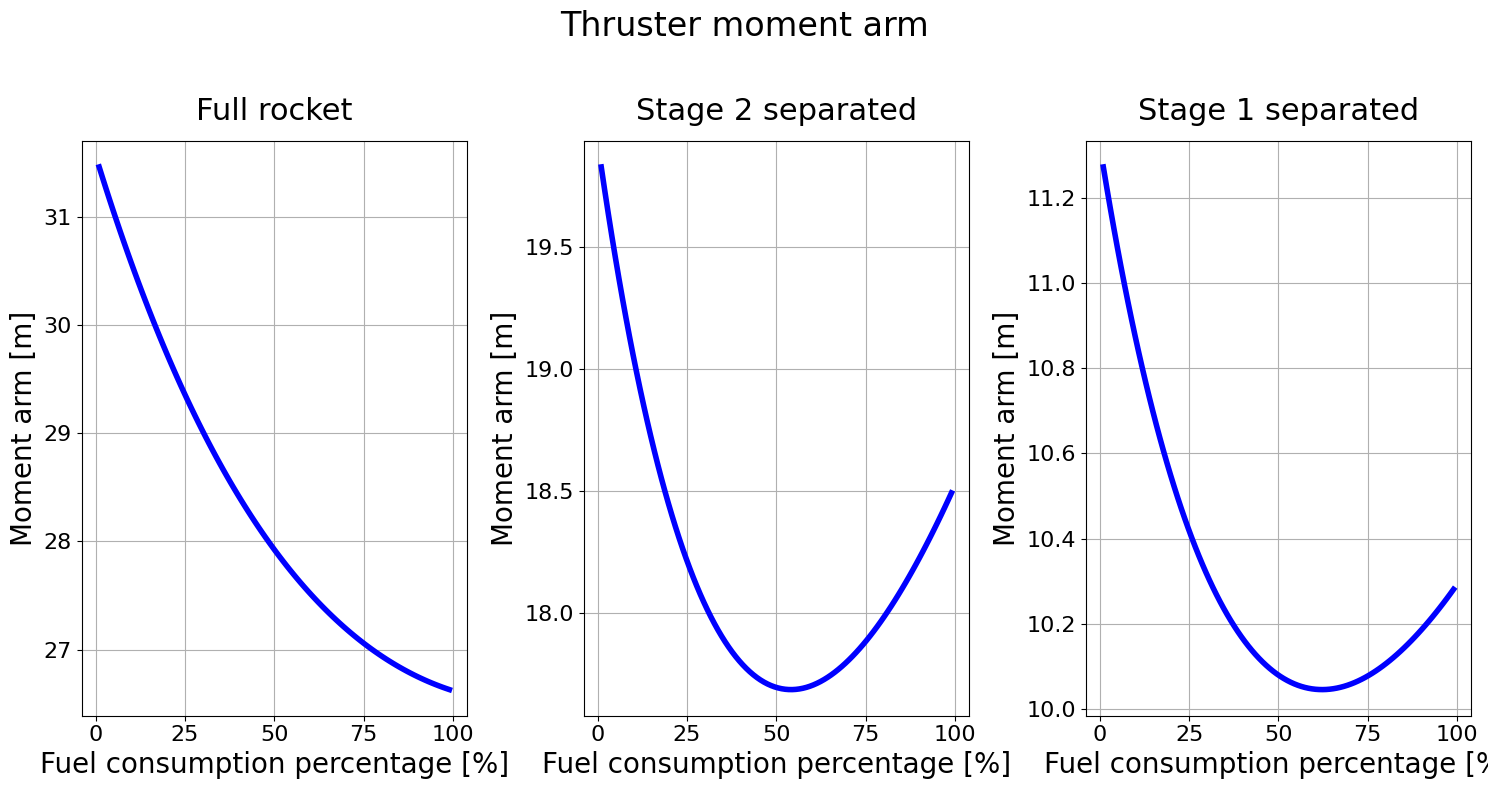 Thruster moment arm
Full rocket
Stage 2 separated
Stage 1 separated
Moment arm [m]
31
30
29
28
27
0 25 50 75 100
Fuel consumption percentage [%]
Moment arm [m]
19.5
19.0
18.5
18.0
0 25 50 75 100
Fuel consumption percentage [%]
Moment arm [m]
11.2
11.0
10.8
10.6
10.4
10.2
10.0
0 25 50 75 100
Fuel consumption percentage [%